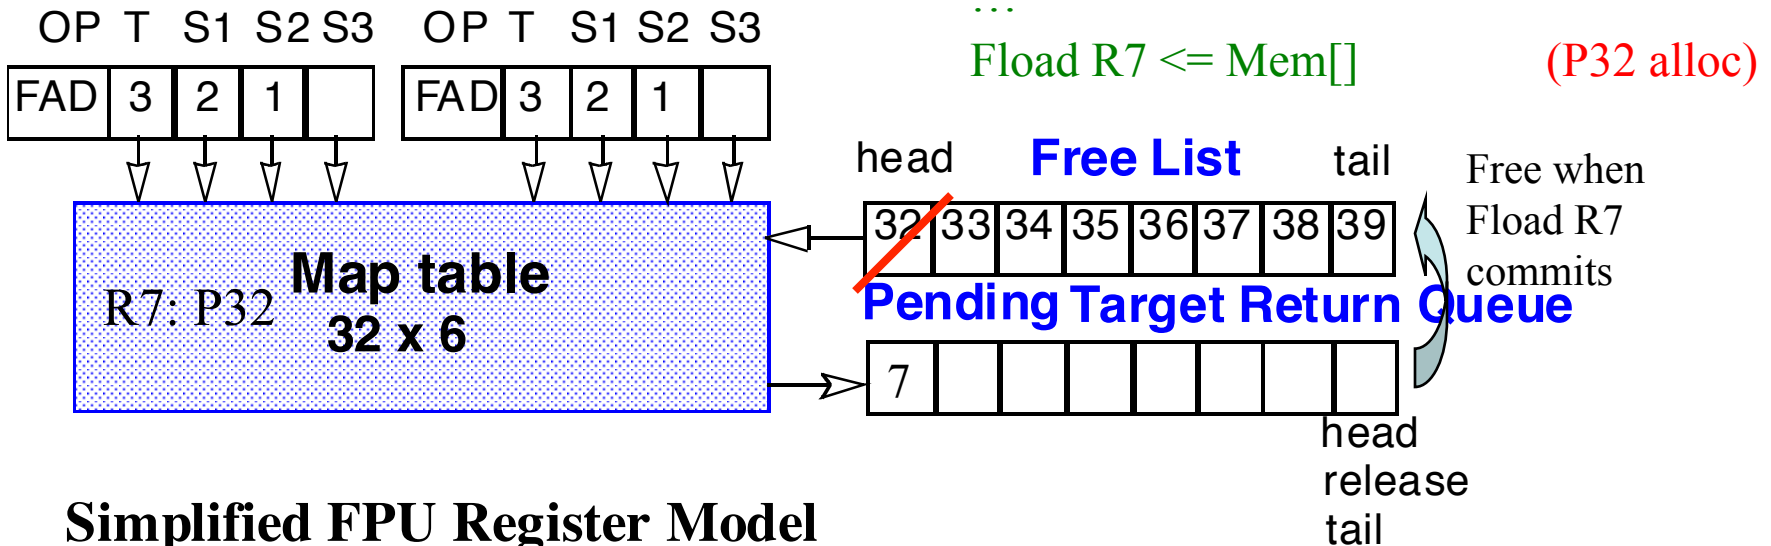 ...
OP T S1 S2 S3 OP T S1 S2 S3
Fload R7 <= Mem[] (P32 alloc)
FAD 3 2 1 FAD 3 2 1
head Free List tail
Free when
Fload R7
commits
32 33 34 35 36 37 38 39
Map table
R7: P32
32 x 6
Pending Target Return Queue
7
head
release
tail
Simplified FPU Register Model